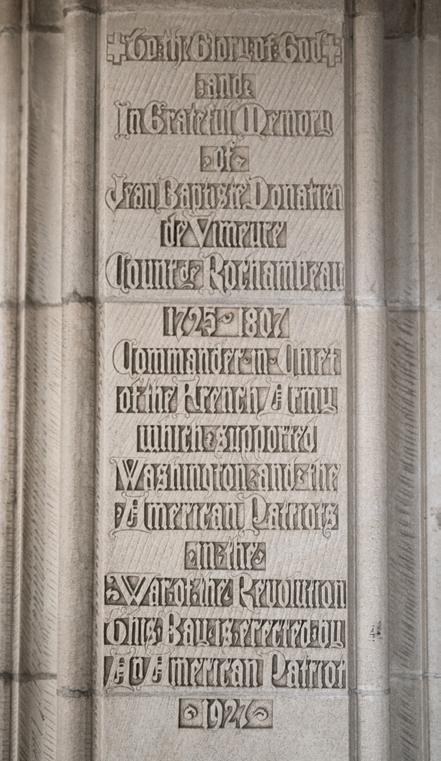 To the Glory of God
and
In Grateful Memory
of
Jean Baptiste Donatien
de Vimeure
Count de Rochambeau
1725 1807
Commander-in-Chief
of the French Army
which supported
Washington and the
American Patriots
in the
War of the Revolution
This Bay is erected by
An American Patriot
1927